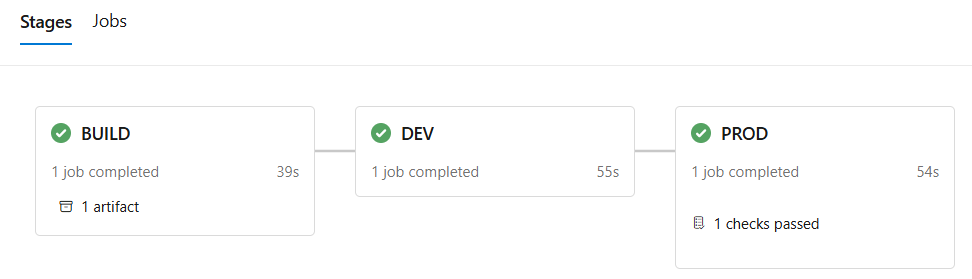 Stages Jobs
BUILD
1 job completed 39s
1 artifact
DEV
1 job completed 55s
PROD
1 job completed 54s
1 checks passed